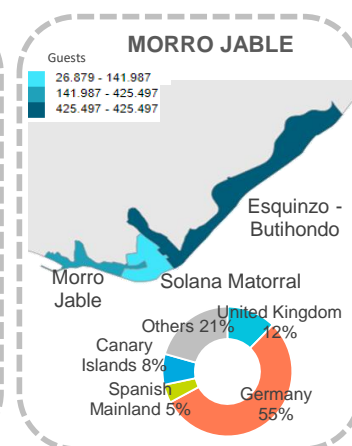 MORRO JABLE
Guests
26.879 - 141.987
141.987 - 425.497
425.497 - 425.497
Esquinzo -
Butihondo
Morro
Jable
Solana Matorral
United Kingdom
12%
Others 21%
Canary
Islands 8%
Spanish
Mainland 5%
Germany
55%